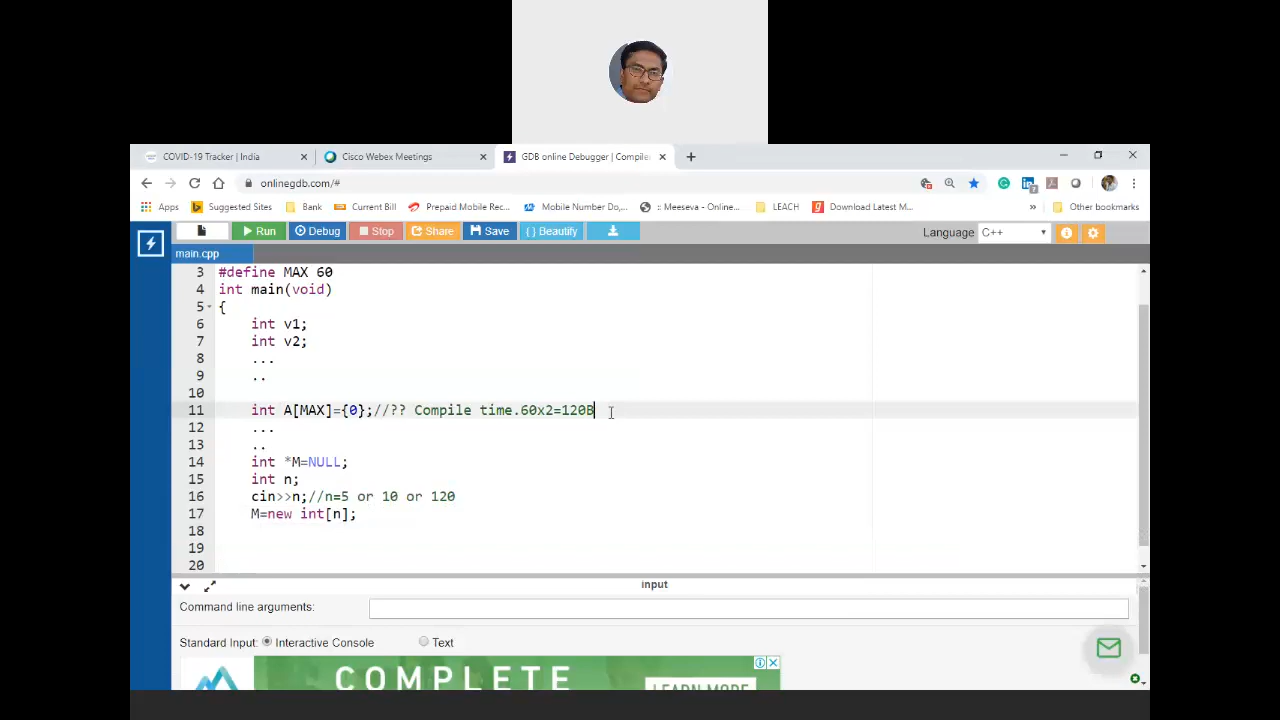 COVID-19 Tracker | India
Cisco Webex Meetings
GDB online Debugger | Compiler
onlinegdb.com/#
Apps
Suggested Sites
Bank
Current Bill
Prepaid Mobile Rec...
Mobile Number Do,...
:: Meeseva - Online...
LEACH
Download Latest M...
»
Other bookmarks
Run
Debug
Stop
Share
Save
{ } Beautify
Language
C++
main.cpp
3 #define MAX 60
4 int main(void)
5 {
6 int v1;
7 int v2;
8 ...
9 ..
10
11 int A[MAX]={0};//?? Compile time.60x2=120B
12 ...
13 ..
14 int *M=NULL;
15 int n;
16 cin>>n;//n=5 or 10 or 120
17 M=new int[n];
18
19
20
input
Command line arguments:
Standard Input:
Interactive Console
Text
COMPLETE
LEARN MORE